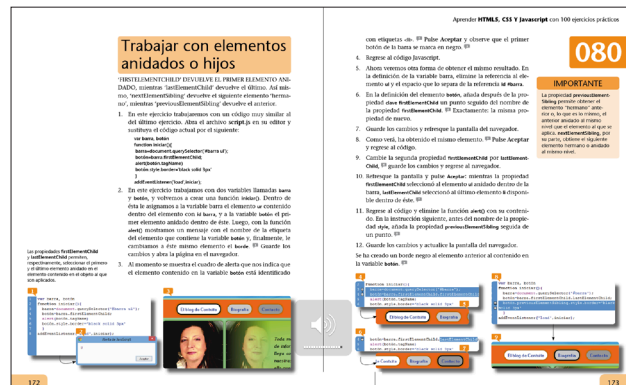 Trabajar con elementos
anidados o hijos
'FIRSTELEMENTCHILD' DEVUELVE EL PRIMER ELEMENTO ANI-
DADO, mientras 'lastElementChild' devuelve el último. Así mis-
mo, 'nextElementSibling' devuelve el siguiente elemento 'herma-
no', mientras 'previousElementSibling' devuelve el anterior.
1. En este ejercicio trabajaremos con un código muy similar al
del último ejercicio. Abra el archivo script.js en su editor y
sustituya el código actual por el siguiente:
var barra, botón
function iniciar(){
barra=document.querySelector('#barra ul');
botón=barra.firstElementChild;
alert(botón.tagName)
botón.style.border='black solid 5px'
}
addEventListener('load',iniciar);
2. En este ejercicio trabajamos con dos variables llamadas barra
y botón, y volvemos a crear una función iniciar(). Dentro de
ésta le asignamos a la variable barra el elemento ul contenido
dentro del elemento con id barra, y a la variable botón el pri-
mer elemento anidado dentro de éste. Luego, con la función
alert() mostramos un mensaje con el nombre de la etiqueta
del elemento que contiene la variable botón y, finalmente, le
cambiamos a éste mismo elemento el borde. Guarde los
cambios y abra la página en el navegador.
3. Al momento se muestra el cuadro de alerta que nos indica que
el elemento contenido en la variable botón está identificado
Las propiedades firstElementChild
y lastElementChild permiten,
respectivamente, seleccionar el primero
y el último elemento anidado en el
elemento contenido en el objeto al que
son aplicados.
172
Aprender HTML5, CSS Y Javascript con 100 ejercicios prácticos
080
con etiquetas <li>. Pulse Aceptar y observe que el primer
botón de la barra se marca en negro.
4. Regrese al código Javascript.
5. Ahora veremos otra forma de obtener el mismo resultado. En
la definición de la variable barra, elimine la referencia al ele-
mento ul y el espacio que lo separa de la referencia id #barra.
6. En la definición del elemento botón, añada después de la pro-
piedad clave firstElementChild un punto seguido del nombre de
la propiedad firstElementChild. Exactamente: la misma pro-
piedad de nuevo.
7. Guarde los cambios y refresque la pantalla del navegador.
8. Como verá, ha obtenido el mismo elemento. Pulse Aceptar
y regrese al código.
9. Cambie la segunda propiedad firstElementChild por lastElement-
Child, guarde los cambios y regrese al navegador.
10. Refresque la pantalla y pulse Aceptar: mientras la propiedad
firstElementChild seleccionó al elemento ul anidado dentro de la
barra, lastElementChild seleccionó al último elemento li disponi-
ble dentro de éste.
11. Regrese al código y elimine la función alert() con su conteni-
do. En la instrucción siguiente, antes del nombre de la propie-
dad style, añada la propiedad previousElementSibling seguida de
un punto.
12. Guarde los cambios y actualice la pantalla del navegador.
Se ha creado un borde negro al elemento anterior al contenido en
la variable botón.
IMPORTANTE
La propiedad previousElement-
Sibling permite obtener el
elemento "hermano" ante-
rior o, lo que es lo mismo, el
anterior anidado al mismo
nivel que el elemento al que se
aplica. nextElementSibling, por
su parte, obtiene el siguiente
elemento hermano o anidado
al mismo nivel.
El blog de Contrato
Biografía
Contacto
173